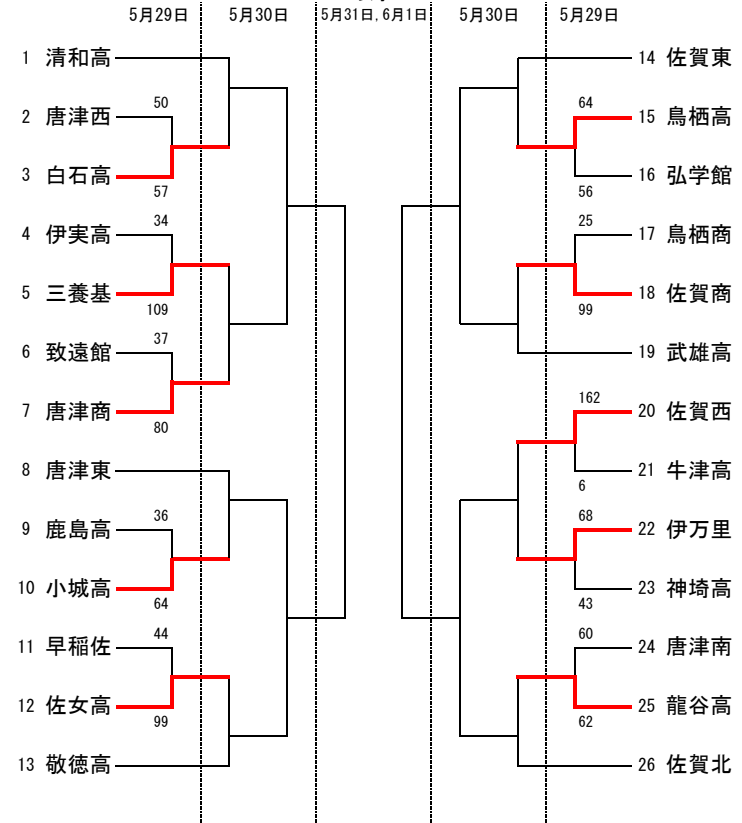 5月29日 5月30日 5月31日,6月1日 5月30日 5月29日
1 清和高
2 唐津西 50
3 白石高 57
4 伊実高 34
5 三養基 109
6 致遠館 37
7 唐津商 80
8 唐津東
9 鹿島高 36
10 小城高 64
11 早稲佐 44
12 佐女高 99
13 敬徳高
14 佐賀東
64 15 鳥栖高
56 16 弘学館
25 17 鳥栖商
99 18 佐賀商
19 武雄高
162 20 佐賀西
6 21 牛津高
68 22 伊万里
43 23 神埼高
60 24 唐津南
62 25 龍谷高
26 佐賀北